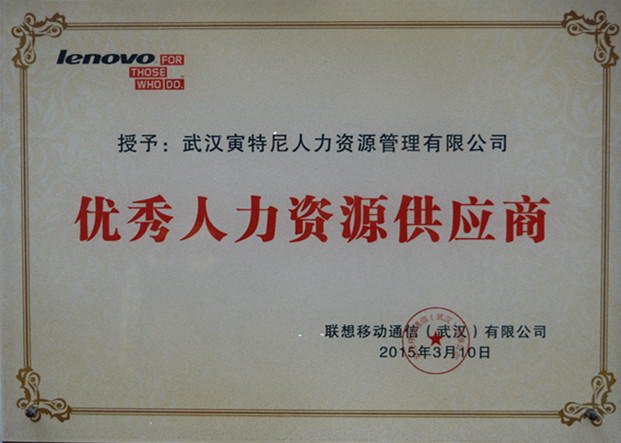 lenovo FOR
THOSE
WHO DO.
授予：武汉寅特尼人力资源管理有限公司
优秀人力资源供应商
联想移动通信（武汉）有限公司
2015年3月10日